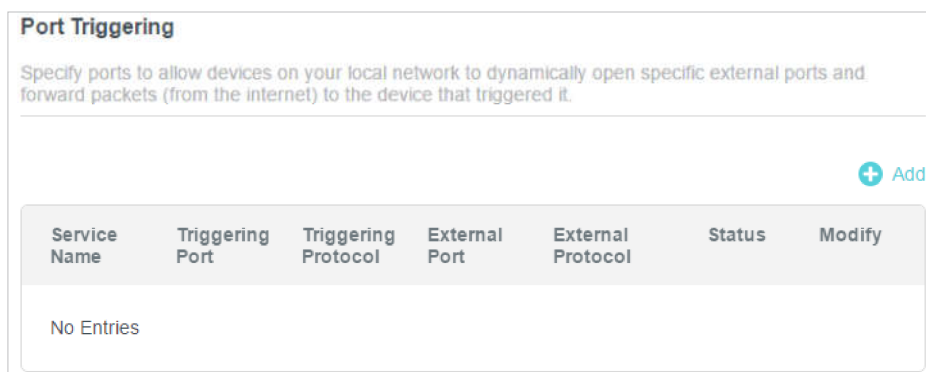 Port Triggering
Specify ports to allow devices on your local network to dynamically open specific external ports and
forward packets (from the internet) to the device that triggered it.
Add
Service Name Triggering Port Triggering Protocol External Port External Protocol Status Modify
No Entries